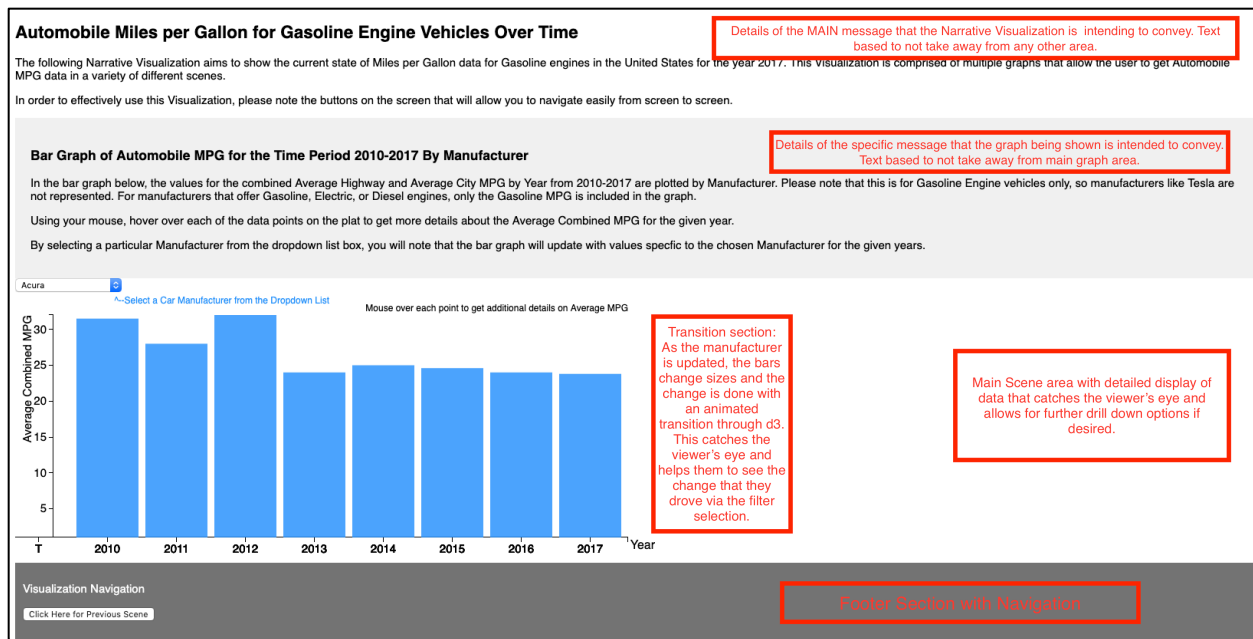 Automobile Miles per Gallon for Gasoline Engine Vehicles Over Time
Details of the MAIN message that the Narrative Visualization is intending to convey. Text
based to not take away from any other area.
The following Narrative Visualization aims to show the current state of Miles per Gallon data for Gasoline engines in the United States for the year 2017. This Visualization is comprised of multiple graphs that allow the user to get Automobile
MPG data in a variety of different scenes.
In order to effectively use this Visualization, please note the buttons on the screen that will allow you to navigate easily from screen to screen.
Bar Graph of Automobile MPG for the Time Period 2010-2017 By Manufacturer
Details of the specific message that the graph being shown is intended to convey.
Text based to not take away from main graph area.
In the bar graph below, the values for the combined Average Highway and Average City MPG by Year from 2010-2017 are plotted by Manufacturer. Please note that this is for Gasoline Engine vehicles only, so manufacturers like Tesla are
not represented. For manufacturers that offer Gasoline, Electric, or Diesel engines, only the Gasoline MPG is included in the graph.
Using your mouse, hover over each of the data points on the plat to get more details about the Average Combined MPG for the given year.
By selecting a particular Manufacturer from the dropdown list box, you will note that the bar graph will update with values specfic to the chosen Manufacturer for the given years.
Acura
^--Select a Car Manufacturer from the Dropdown List
Mouse over each point to get additional details on Average MPG
Average Combined MPG
30
25
20
15
10
5
T 2010 2011 2012 2013 2014 2015 2016 2017 Year
Transition section:
As the manufacturer
is updated, the bars
change sizes and the
change is done with
an animated
transition through d3.
This catches the
viewer's eye and
helps them to see the
change that they
drove via the filter
selection.
Main Scene area with detailed display of
data that catches the viewer's eye and
allows for further drill down options if
desired.
Visualization Navigation
Click Here for Previous Scene
Footer Section with Navigation